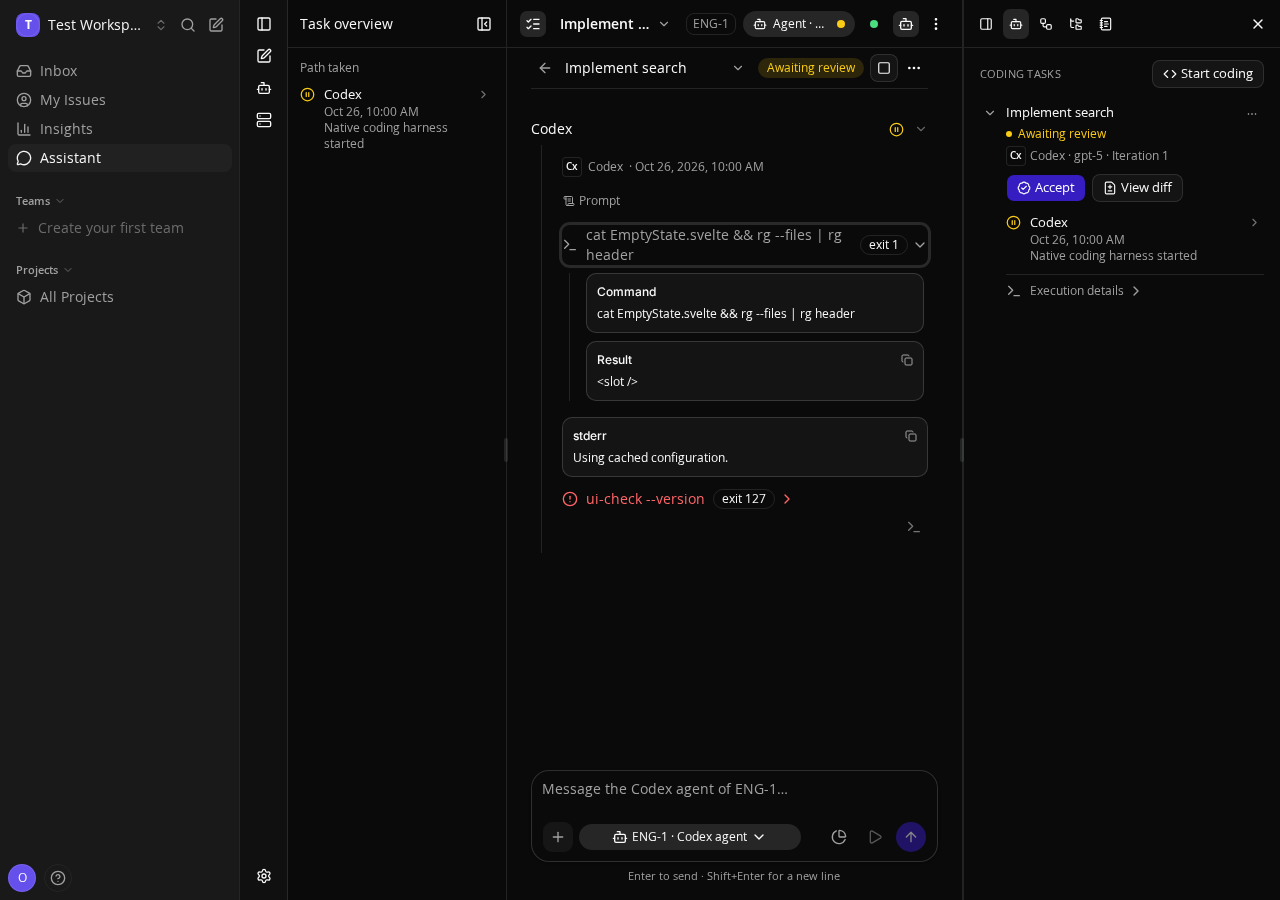 T
Test Worksp...
Inbox
My Issues
Insights
Assistant
Teams
Create your first team
Projects
All Projects
O
Task overview
Path taken
Codex
Oct 26, 10:00 AM
Native coding harness
started
Implement ...
ENG-1
Agent · ...
Implement search
Awaiting review
Codex
Cx
Codex · Oct 26, 2026, 10:00 AM
Prompt
cat EmptyState.svelte && rg --files | rg
header
exit 1
Command
cat EmptyState.svelte && rg --files | rg header
Result
<slot />
stderr
Using cached configuration.
ui-check --version
exit 127
Message the Codex agent of ENG-1...
ENG-1 · Codex agent
Enter to send · Shift+Enter for a new line
CODING TASKS
Start coding
Implement search
Awaiting review
Cx
Codex · gpt-5 · Iteration 1
Accept
View diff
Codex
Oct 26, 10:00 AM
Native coding harness started
Execution details